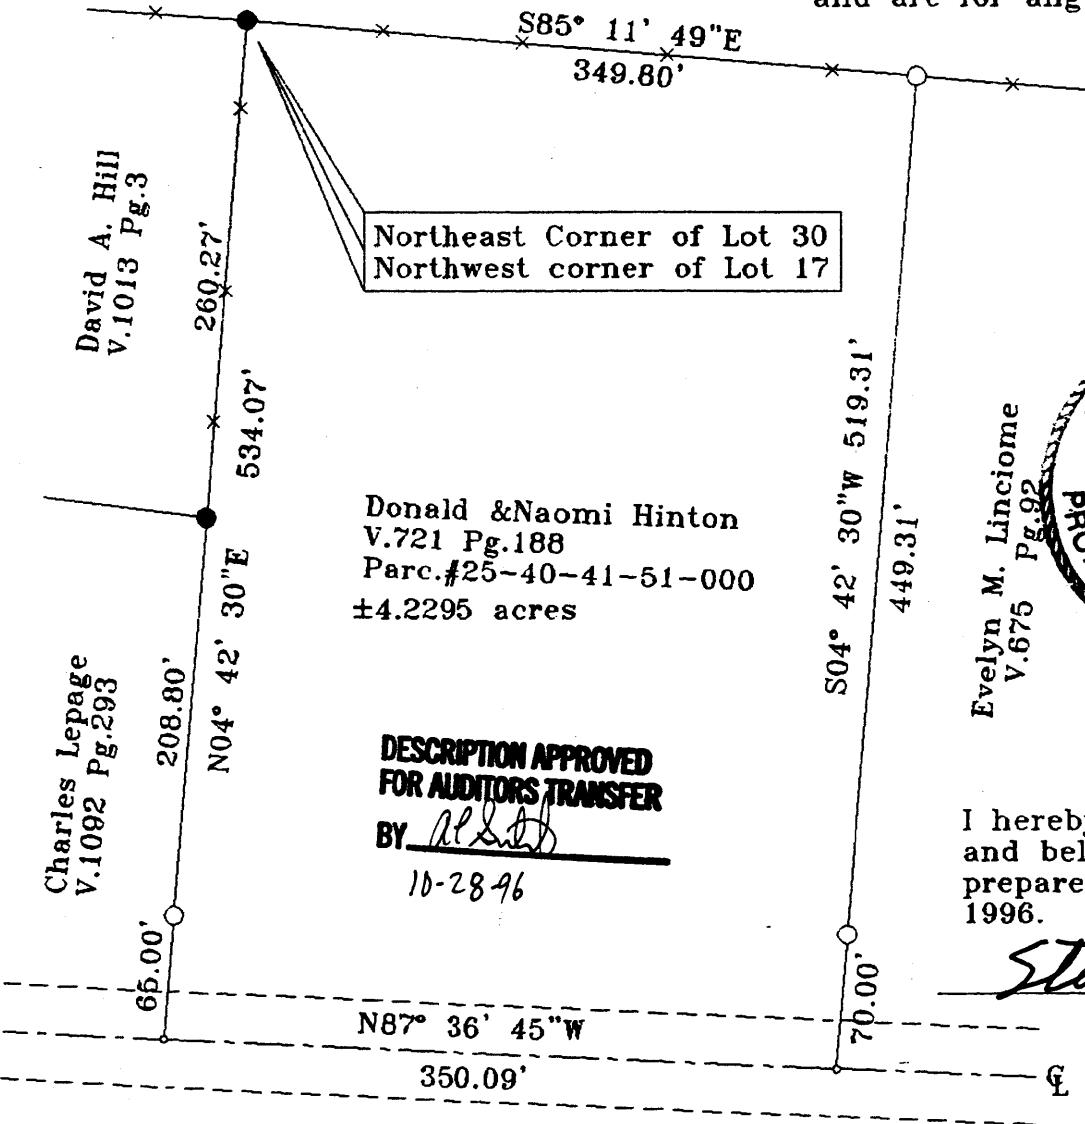 S85° 11' 49"E
349.80'
David A. Hill
V.1013 Pg.3
260.27'
Northeast Corner of Lot 30
Northwest corner of Lot 17
534.07'
S04° 42' 30"W 519.31'
449.31'
Evelyn M. Linciome
V.675 Pg.92
Donald &Naomi Hinton
V.721 Pg.188
Parc.#25-40-41-51-000
±4.2295 acres
N04° 42' 30"E
208.80'
Charles Lepage
V.1092 Pg.293
DESCRIPTION APPROVED
FOR AUDITORS TRANSFER
BY
10-28-96
I hereby
and bel
prepare
1996.
65.00'
70.00'
N87° 36' 45"W
350.09'